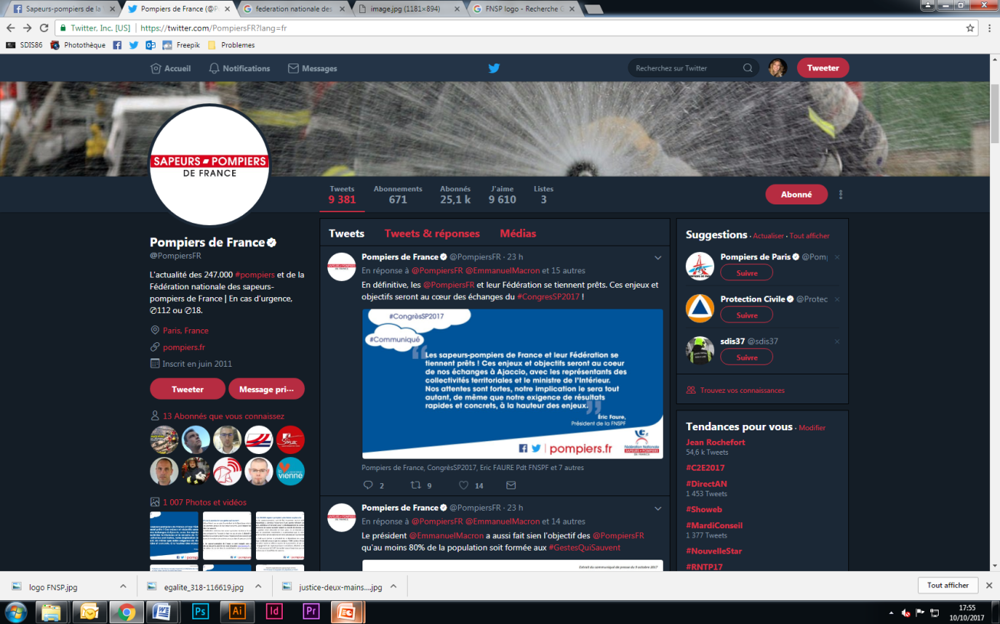 Sapeurs-pompiers de la
Pompiers de France (@P
federation nationale des
image.jpg (1181×894)
FNSP logo - Recherche G
Twitter, Inc. [US]
https://twitter.com/PompiersFR?lang=fr
SDIS86
Photothèque
Freepik
Problemes
Accueil
Notifications
Messages
Recherchez sur Twitter
Tweeter
SAPEURS POMPIERS
DE FRANCE
Tweets
9 381
Abonnements
671
Abonnés
25,1 k
J'aime
9 610
Listes
3
Abonné
Pompiers de France
@PompiersFR
L'actualité des 247.000 #pompiers et de la
Fédération nationale des sapeurs-
pompiers de France | En cas d'urgence,
✆112 ou ✆18.
Paris, France
pompiers.fr
Inscrit en juin 2011
Tweeter
Message pri...
13 Abonnés que vous connaissez
vienne
1 007 Photos et vidéos
Tweets
Tweets & réponses
Médias
Pompiers de France @PompiersFR · 23 h
En réponse à @PompiersFR @EmmanuelMacron et 15 autres
En définitive, les @PompiersFR et leur Fédération se tiennent prêts. Ces enjeux et
objectifs seront au cœur des échanges du #CongresSP2017 !
#CongrèsSP2017
#Communiqué
Les sapeurs-pompiers de France et leur Fédération se
tiennent prêts ! Ces enjeux et objectifs seront au coeur
de nos échanges à Ajaccio, avec les représentants des
collectivités territoriales et le ministre de l'Intérieur.
Nos attentes sont fortes, notre implication le sera tout
autant, de même que notre exigence de résultats
rapides et concrets, à la hauteur des enjeux.
Éric Faure,
Président de la FNSPF
pompiers.fr
Fédération Nationale
SAPEURS-POMPIERS
DE FRANCE
Pompiers de France, CongrèsSP2017, Eric FAURE Pdt FNSPF et 7 autres
2
9
14
Pompiers de France @PompiersFR · 23 h
En réponse à @PompiersFR @EmmanuelMacron et 14 autres
Le président @EmmanuelMacron a aussi fait sien l'objectif des @PompiersFR
qu'au moins 80% de la population soit formée aux #GestesQuiSauvent
Extrait du communiqué de presse du 9 octobre 2017
Suggestions · Actualiser · Tout afficher
Pompiers de Paris @Pomp
Suivre
Protection Civile @Protec
Suivre
sdis37 @sdis37
Suivre
Trouvez vos connaissances
Tendances pour vous · Modifier
Jean Rochefort
54,6 k Tweets
#C2E2017
#DirectAN
1 453 Tweets
#Showeb
#MardiConseil
1 377 Tweets
#NouvelleStar
#RNTP17
logo FNSP.jpg
egalite_318-116619.jpg
justice-deux-mains....jpg
Tout afficher
Ps
Ai
Id
Pr
17:55
10/10/2017